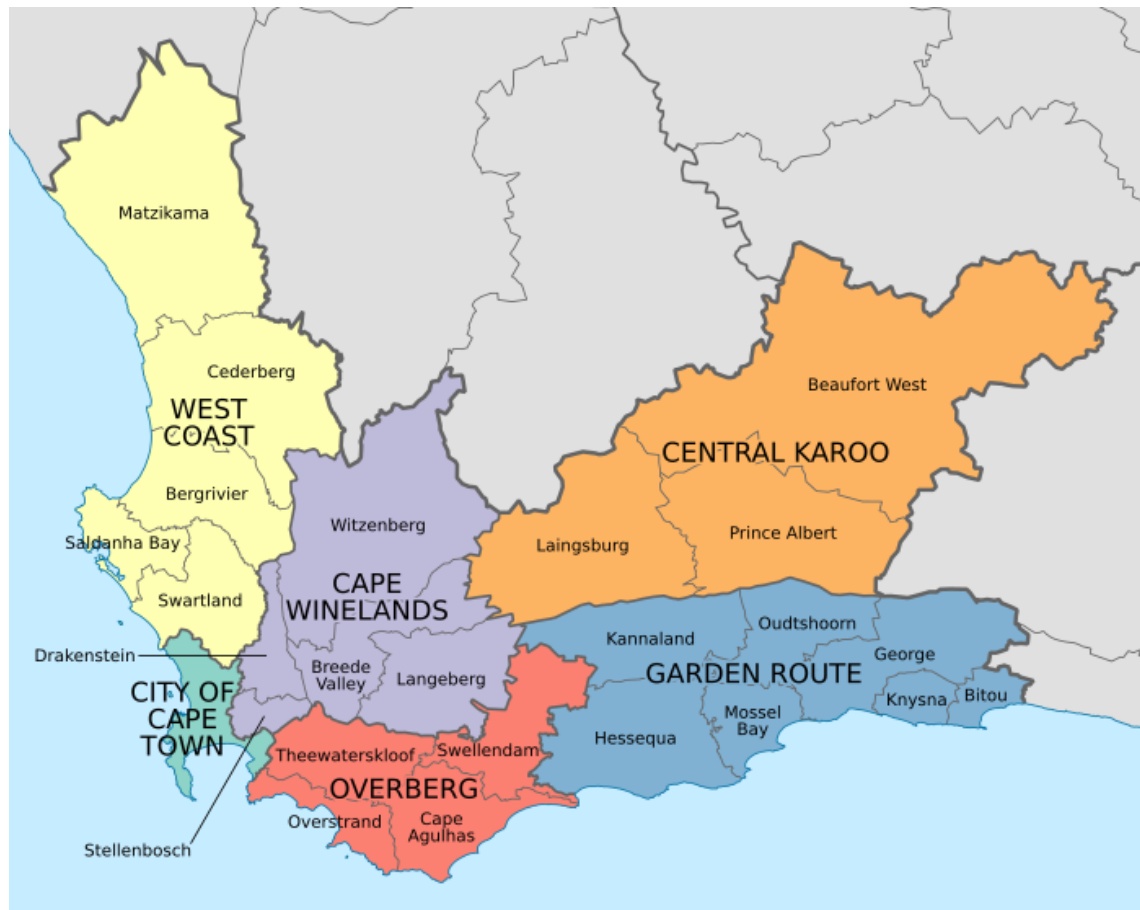 Matzikama
Cederberg
WEST
COAST
Bergrivier
Saldanha Bay
Swartland
Witzenberg
CAPE
WINELANDS
Drakenstein
Breede
Valley
Langeberg
Stellenbosch
CITY OF
CAPE
TOWN
Beaufort West
CENTRAL KAROO
Laingsburg
Prince Albert
Kannaland
Oudtshoorn
George
GARDEN ROUTE
Knysna
Bitou
Mossel
Bay
Hessequa
Theewaterskloof
Swellendam
OVERBERG
Overstrand
Cape
Agulhas